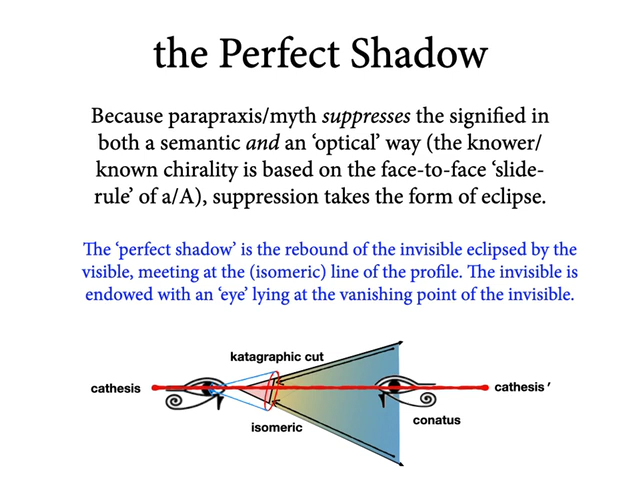 the Perfect Shadow
Because parapraxis/myth suppresses the signified in
both a semantic and an ‘optical’ way (the knower/
known chirality is based on the face-to-face ‘slide-
rule’ of a/A), suppression takes the form of eclipse.
The ‘perfect shadow’ is the rebound of the invisible eclipsed by the
visible, meeting at the (isomeric) line of the profile. The invisible is
endowed with an ‘eye’ lying at the vanishing point of the invisible.
katagraphic cut
cathesis
cathesis ’
conatus
isomeric